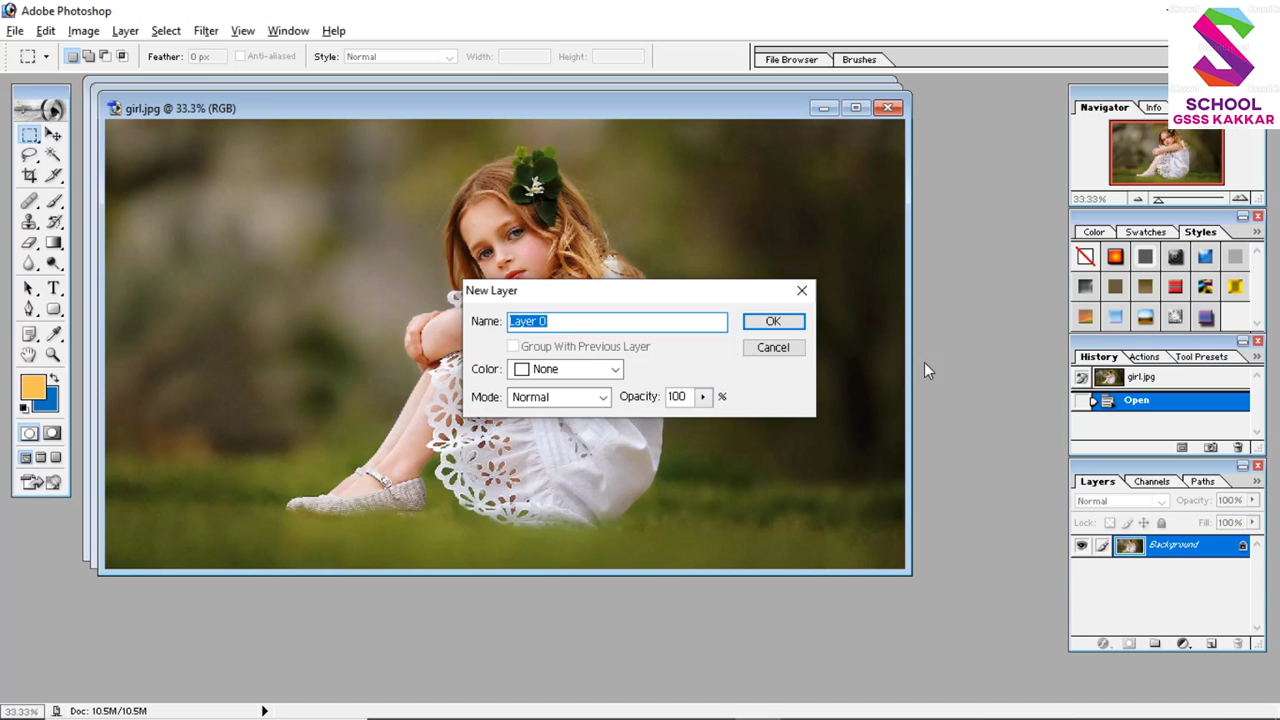 Adobe Photoshop
File Edit Image Layer Select Filter View Window Help
Feather: 0 px Anti-aliased Style: Normal Width: Height: File Browser Brushes
SCHOOL
GSSS KAKKAR
girl.jpg @ 33.3% (RGB)
Navigator Info
33.33%
Color Swatches Styles
New Layer
Name: Layer 0 OK
Group With Previous Layer Cancel
Color: None
Mode: Normal Opacity: 100 %
History Actions Tool Presets
girl.jpg
Open
Layers Channels Paths
Normal Opacity: 100%
Lock: Fill: 100%
Background
33.33% Doc: 10.5M/10.5M